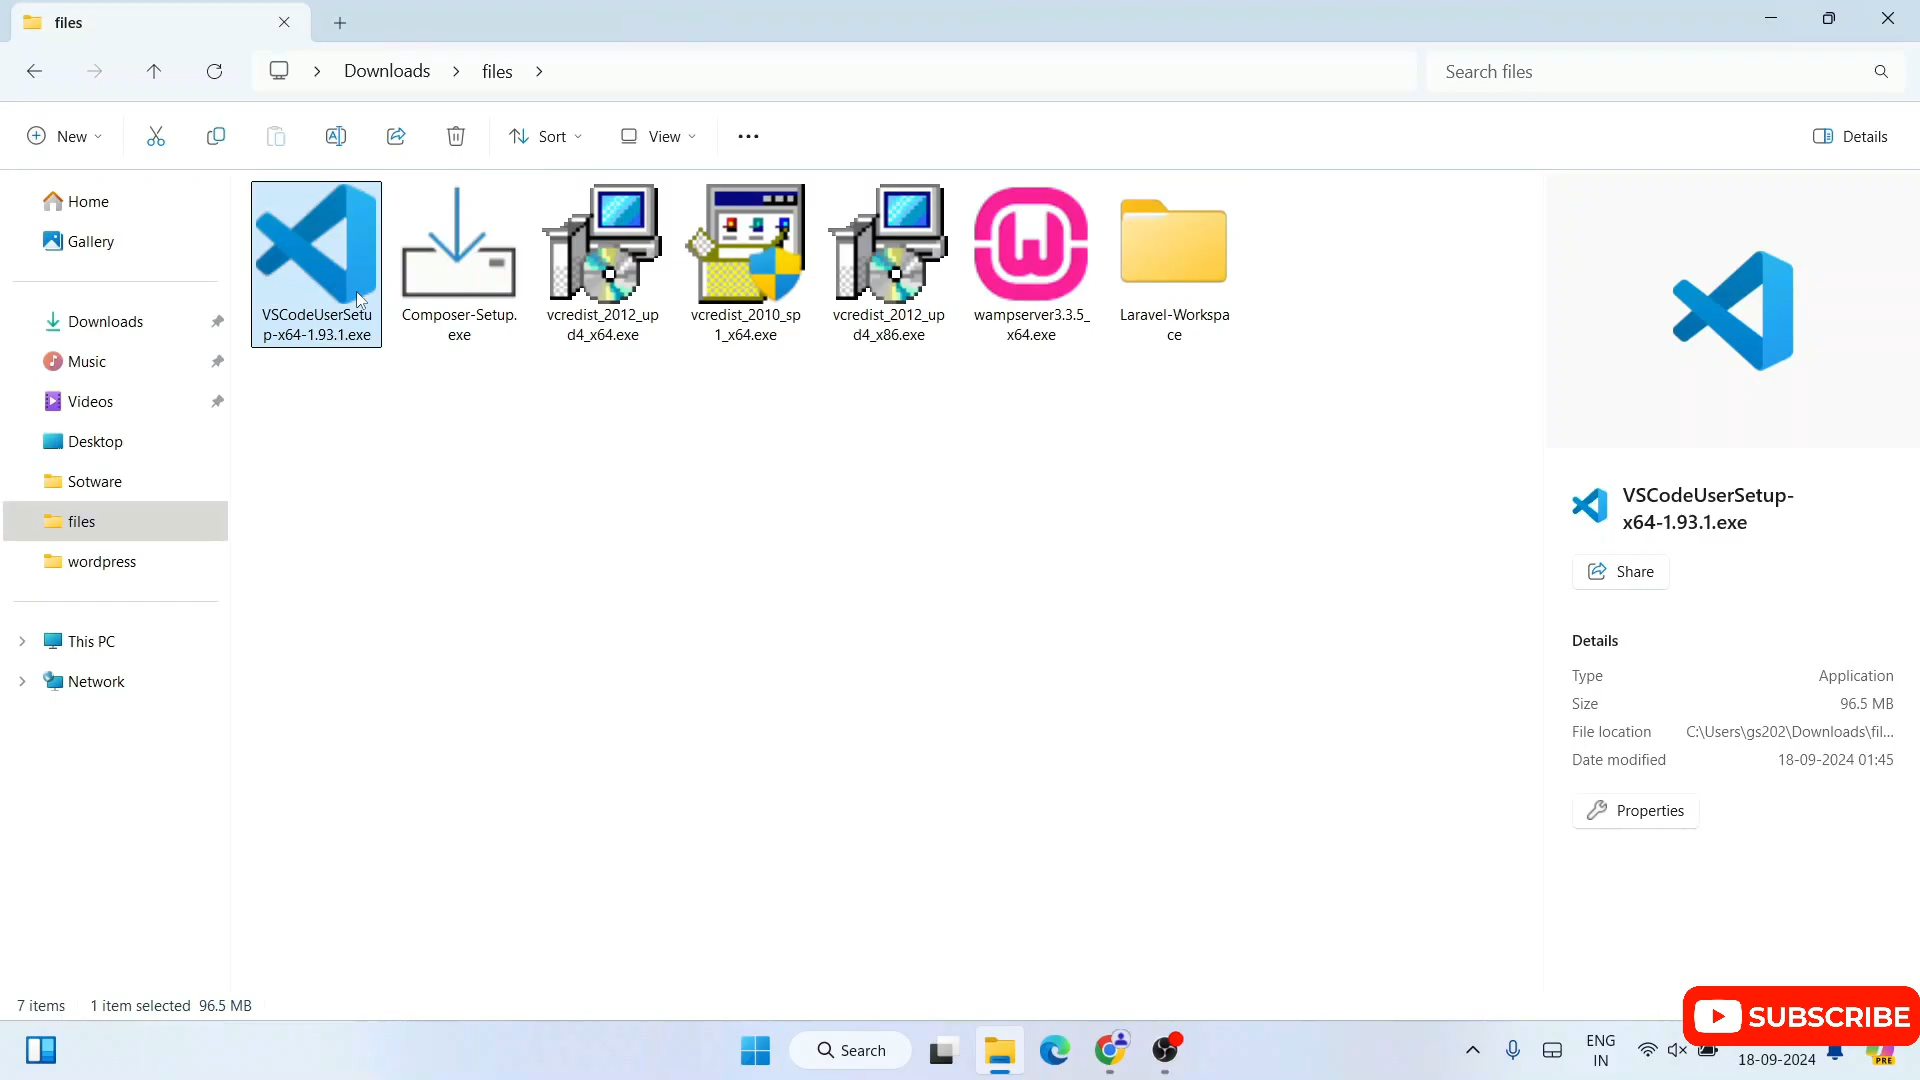 files
Downloads
files
Search files
New
Sort
View
Details
Home
Gallery
Downloads
Music
Videos
Desktop
Sotware
files
wordpress
This PC
Network
VSCodeUserSetu
p-x64-1.93.1.exe
Composer-Setup.
exe
vcredist_2012_up
d4_x64.exe
vcredist_2010_sp
1_x64.exe
vcredist_2012_up
d4_x86.exe
wampserver3.3.5_
x64.exe
Laravel-Workspa
ce
VSCodeUserSetup-
x64-1.93.1.exe
Share
Details
Type Application
Size 96.5 MB
File location C:\Users\gs202\Downloads\fil...
Date modified 18-09-2024 01:45
Properties
7 items 1 item selected 96.5 MB
SUBSCRIBE
Search
ENG
IN
18-09-2024
PRE